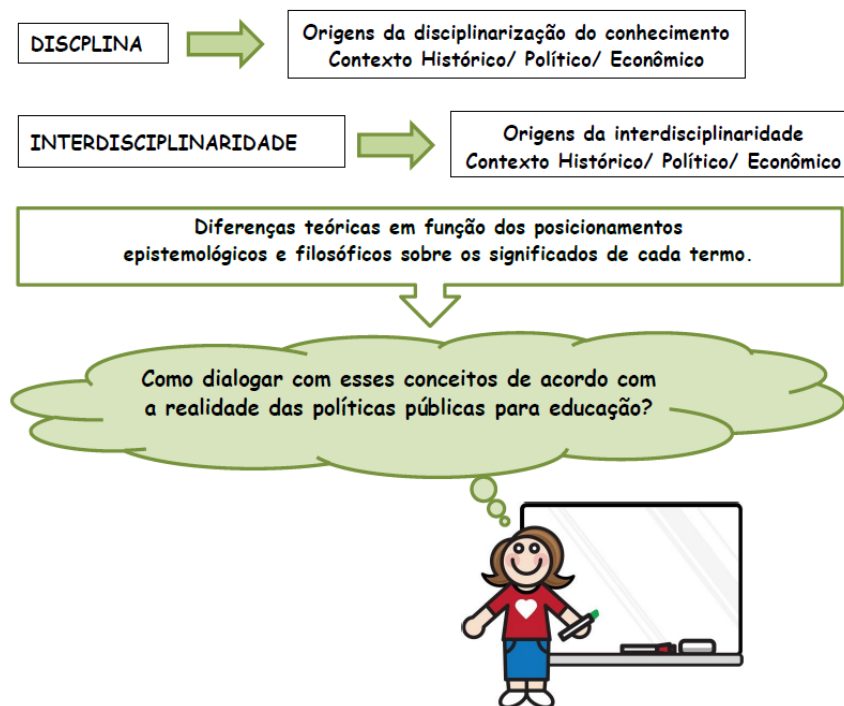 DISCPLINA
Origens da disciplinarização do conhecimento
Contexto Histórico/ Político/ Econômico
INTERDISCIPLINARIDADE
Origens da interdisciplinaridade
Contexto Histórico/ Político/ Econômico
Diferenças teóricas em função dos posicionamentos
epistemológicos e filosóficos sobre os significados de cada termo.
Como dialogar com esses conceitos de acordo com
a realidade das políticas públicas para educação?